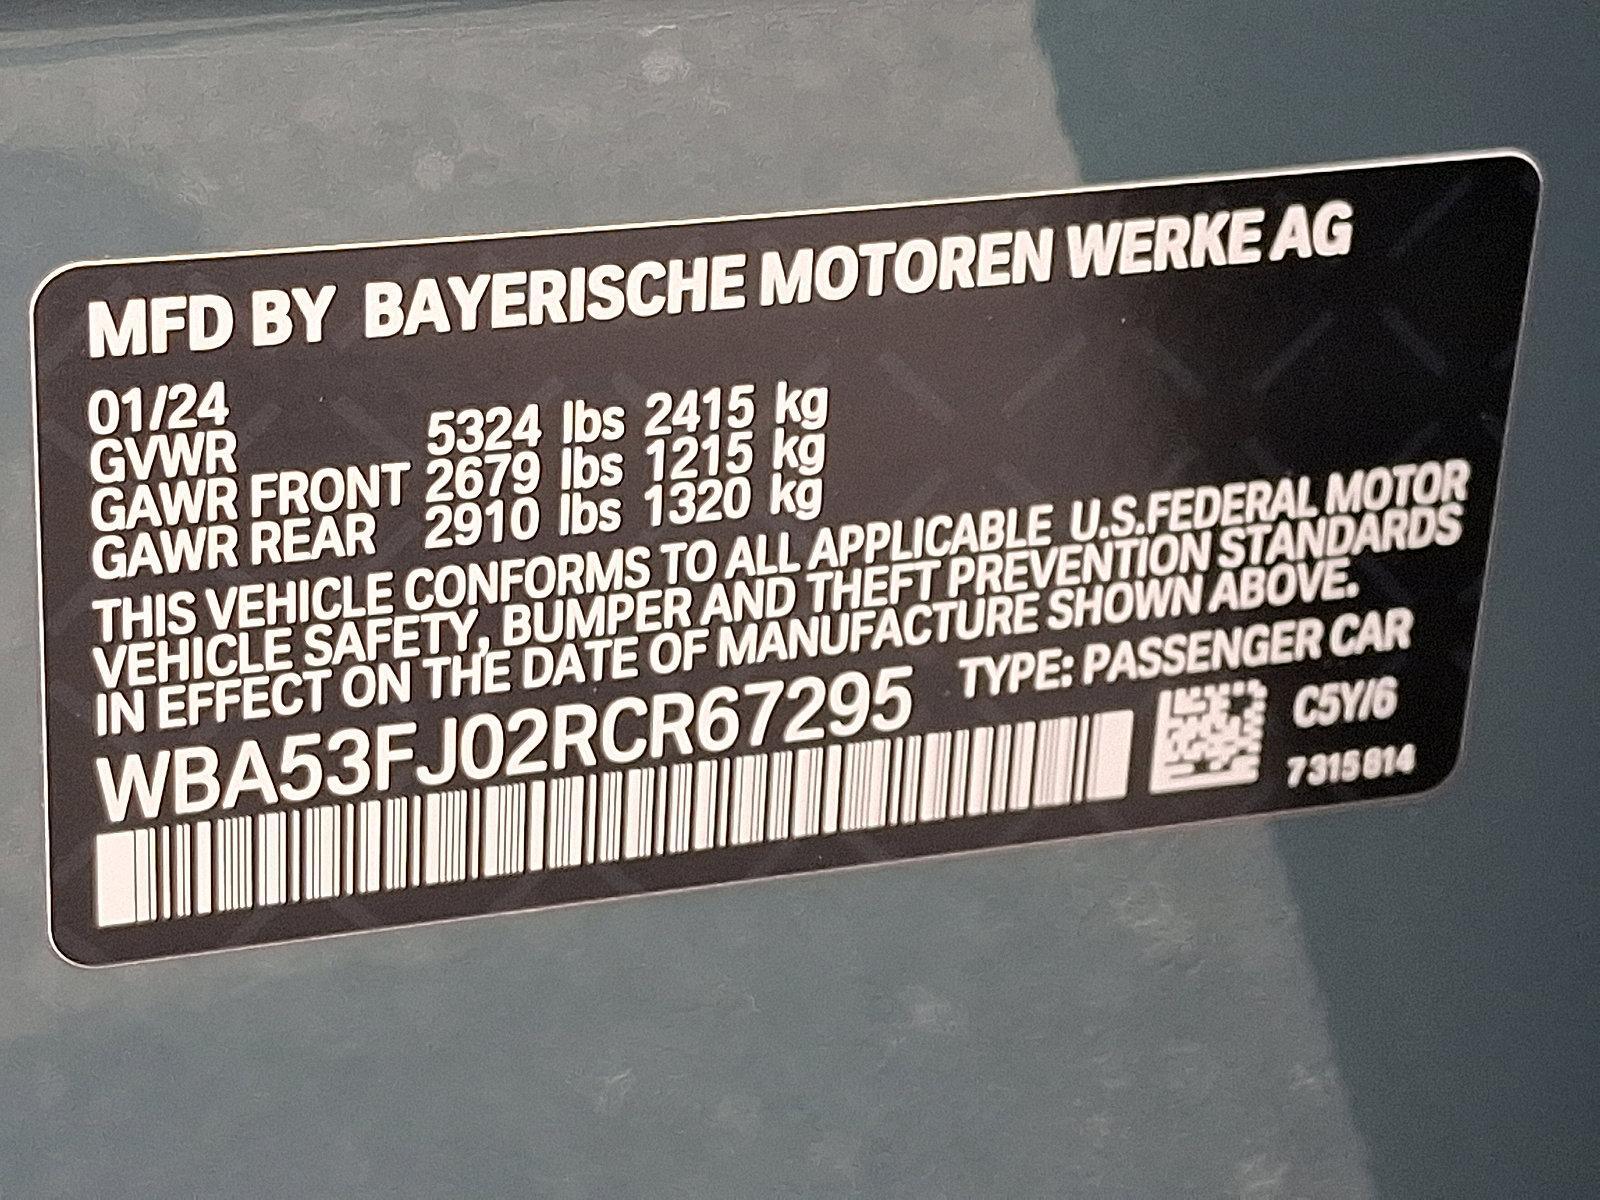 MFD BY BAYERISCHE MOTOREN WERKE AG
01/24
GVWR 5324 lbs 2415 kg
GAWR FRONT 2679 lbs 1215 kg
GAWR REAR 2910 lbs 1320 kg
THIS VEHICLE CONFORMS TO ALL APPLICABLE U.S.FEDERAL MOTOR
VEHICLE SAFETY, BUMPER AND THEFT PREVENTION STANDARDS
IN EFFECT ON THE DATE OF MANUFACTURE SHOWN ABOVE.
WBA53FJ02RCR67295 TYPE: PASSENGER CAR
C5Y/6
7315814